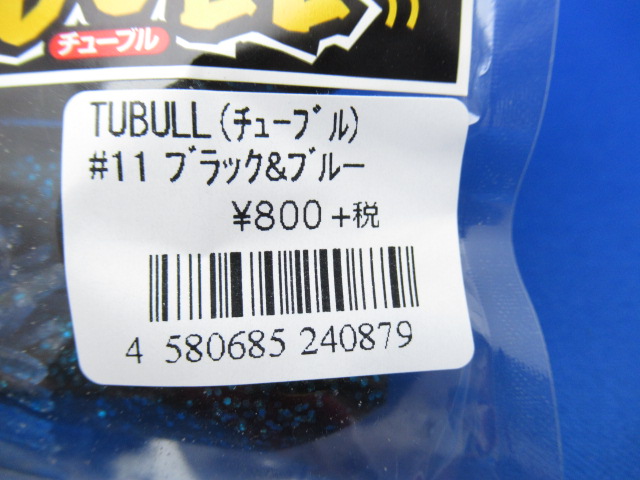 チューブル
TUBULL(ﾁｭｰﾌﾞﾙ)
#11 ブラック&ブルー
¥800+税
4 580685 240879